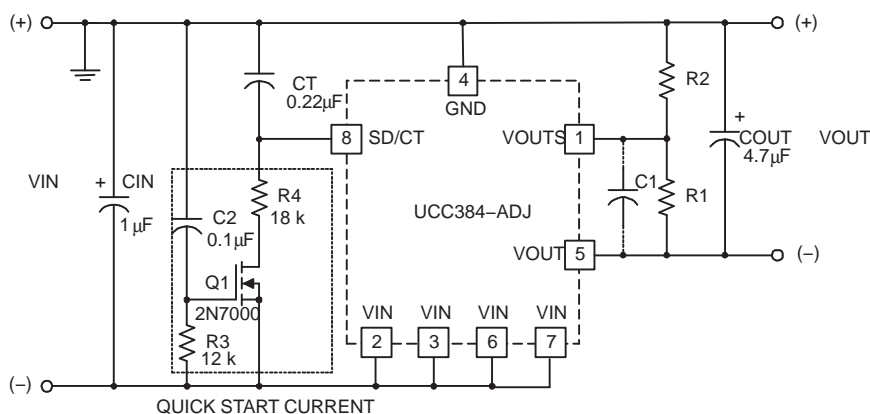 (+)
(+)
CT
0.22µF
4
GND
R2
8
SD/CT
VOUTS
1
+
COUT
VOUT
4.7µF
VIN
+
CIN
1µF
C2
0.1µF
R4
18 k
UCC384–ADJ
C1
R1
VOUT
5
(–)
Q1
2N7000
VIN
VIN
VIN
VIN
R3
12 k
2
3
6
7
(–)
QUICK START CURRENT